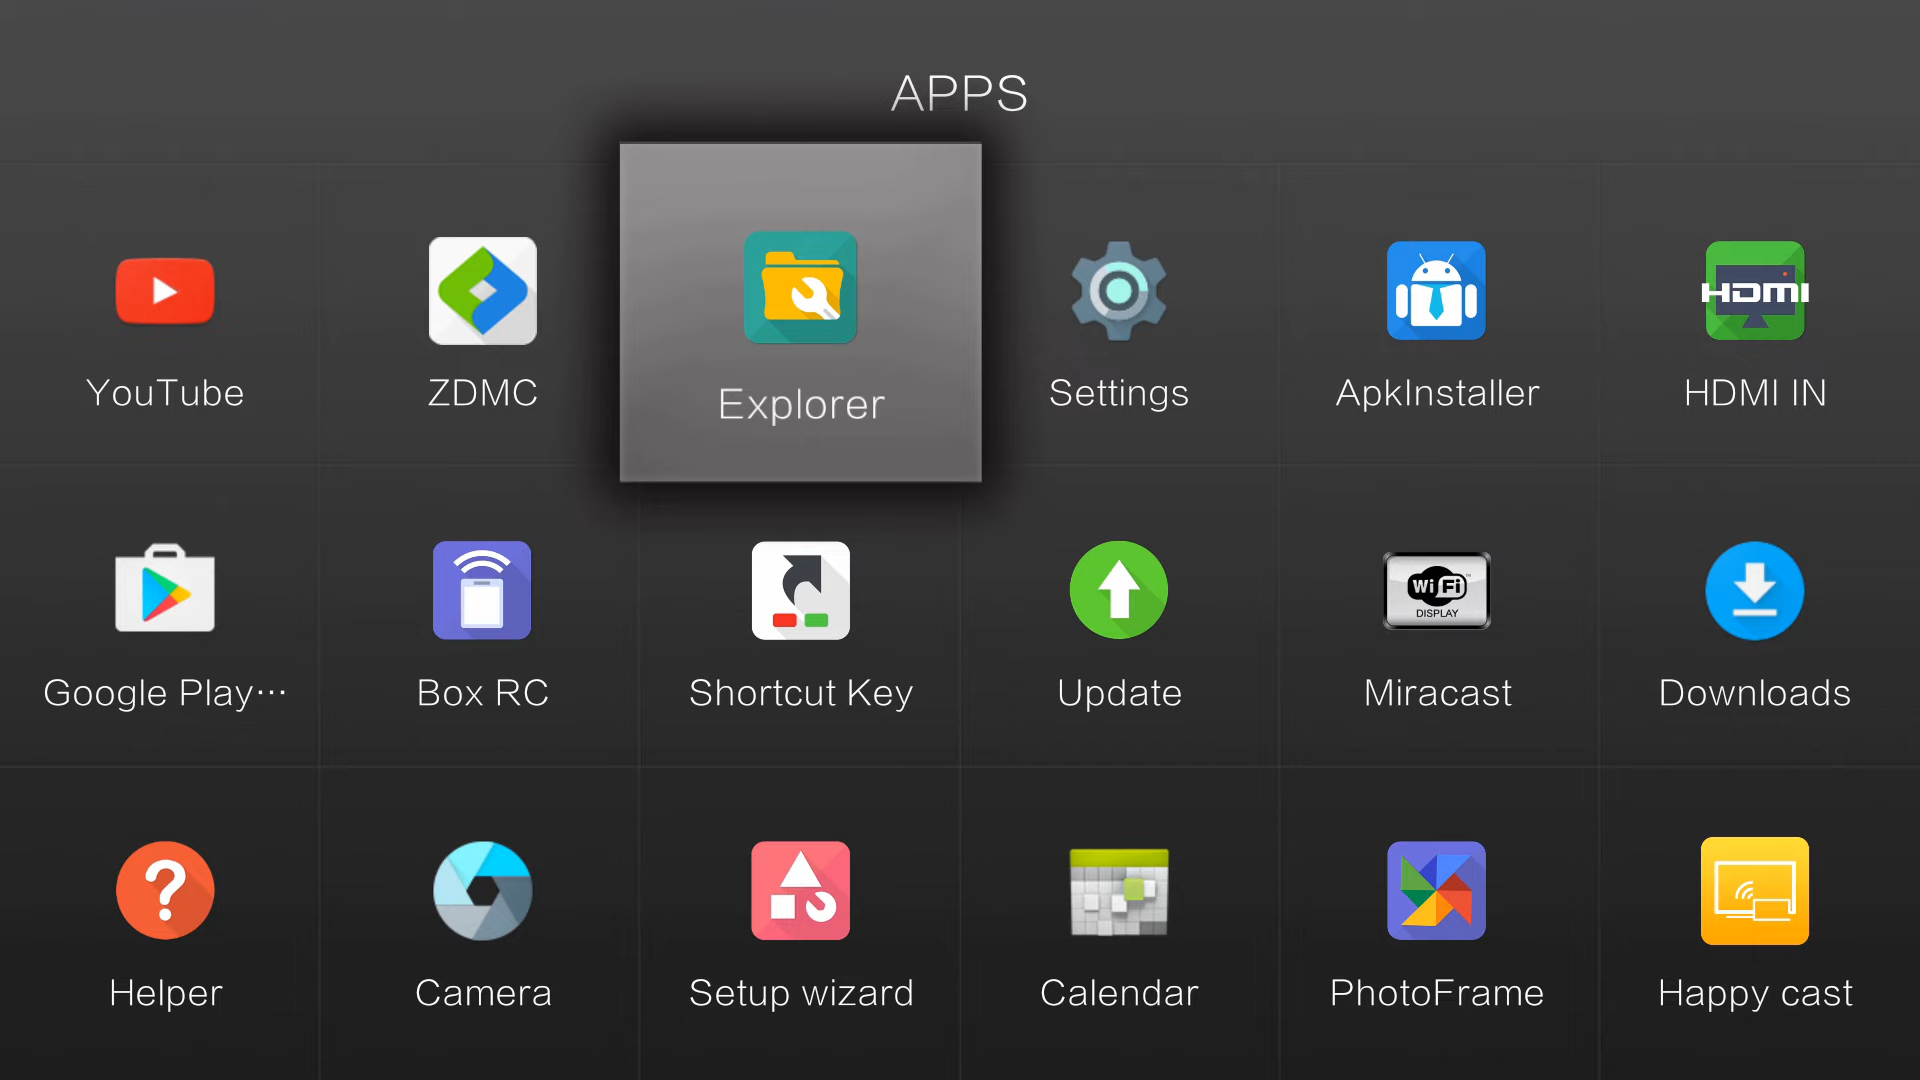 APPS
YouTube
ZDMC
Explorer
Settings
ApkInstaller
HDMI
HDMI IN
Google Play…
Box RC
Shortcut Key
Update
Wi Fi
DISPLAY
Miracast
Downloads
?
Helper
Camera
Setup wizard
Calendar
PhotoFrame
Happy cast